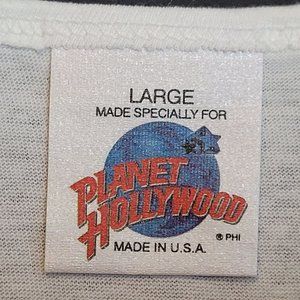 LARGE
MADE SPECIALLY FOR
PLANET
HOLLYWOOD
® PHI
MADE IN U.S.A.